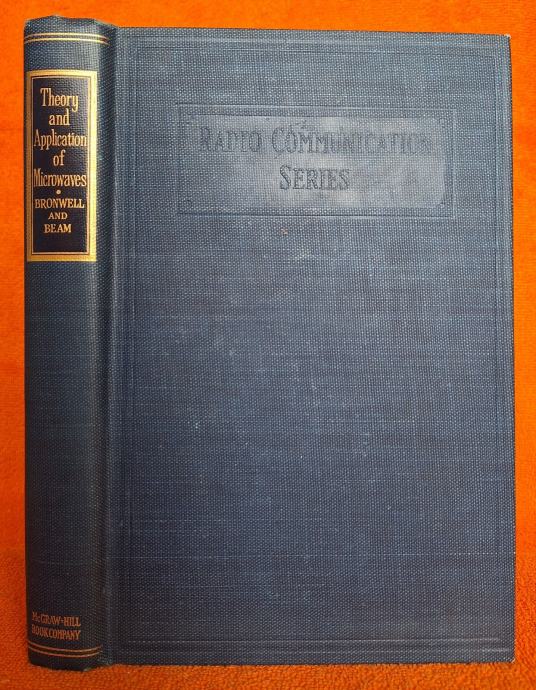 Theory
and
Application
of
Microwaves
•
BRONWELL
AND
BEAM
McGRAW-HILL
BOOK COMPANY
RADIO COMMUNICATION
SERIES